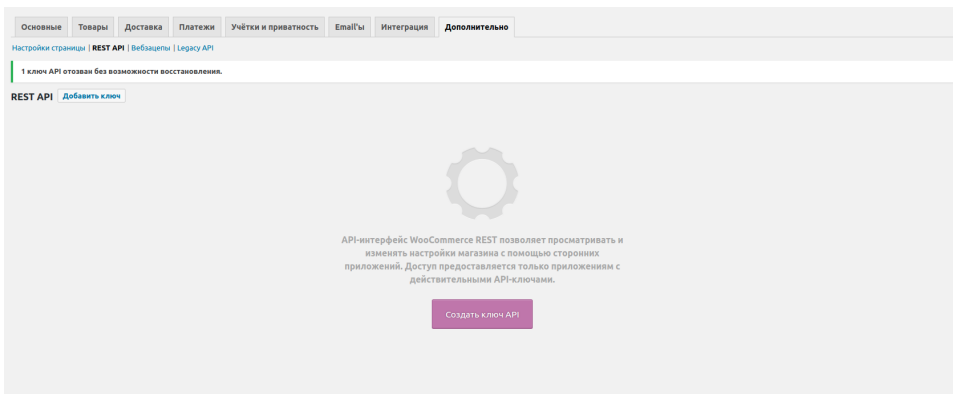 Основные Товары Доставка Платежи Учётки и приватность Email'ы Интеграция Дополнительно
Настройки страницы | REST API | Вебзацепы | Legacy API
1 ключ API отозван без возможности восстановления.
REST API Добавить ключ
API-интерфейс WooCommerce REST позволяет просматривать и
изменять настройки магазина с помощью сторонних
приложений. Доступ предоставляется только приложениям с
действительными API-ключами.
Создать ключ API